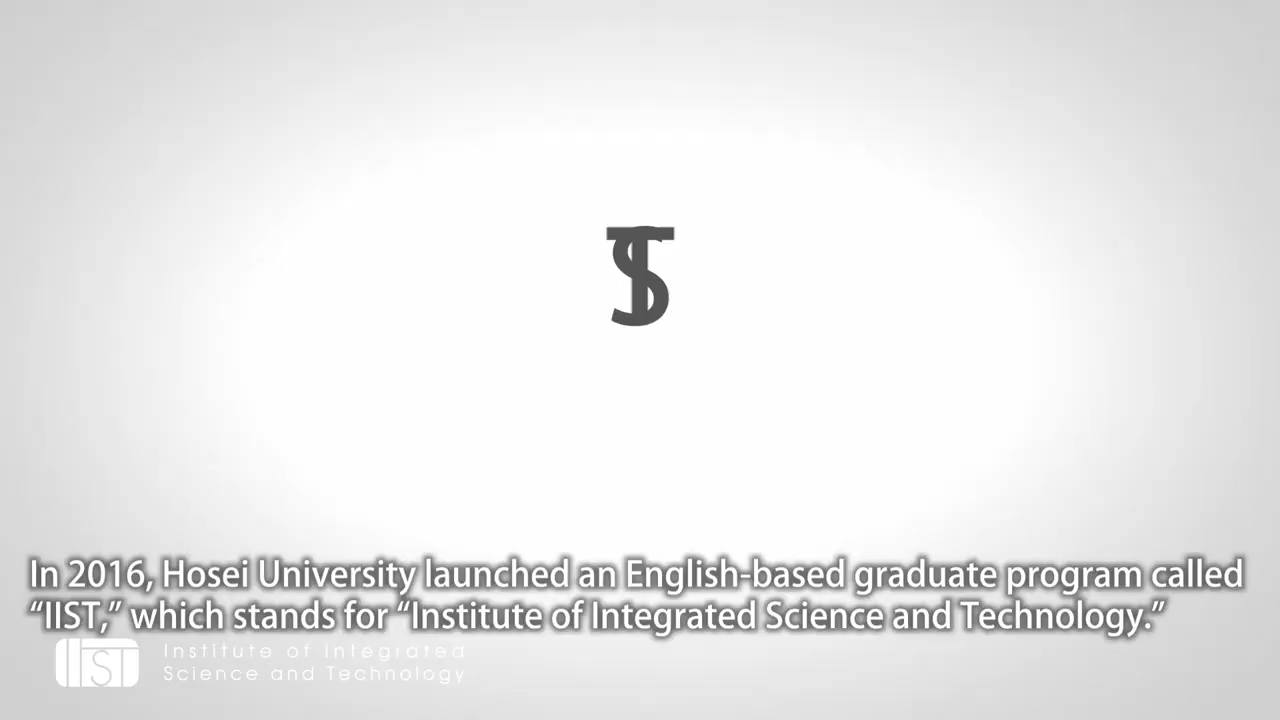 In 2016, Hosei University launched an English-based graduate program called
“IIST,” which stands for “Institute of Integrated Science and Technology.”
IIST
Institute of Integrated
Science and Technology